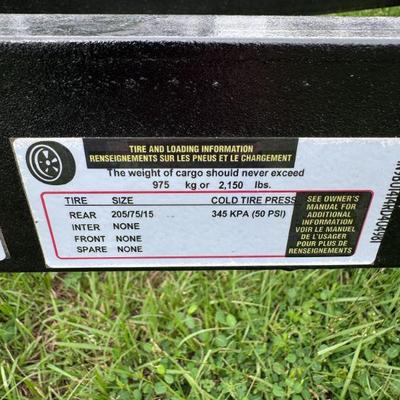 TIRE AND LOADING INFORMATION
RENSEIGNEMENTS SUR LES PNEUS ET LE CHARGEMENT
The weight of cargo should never exceed
975 kg or 2,150 lbs.
TIRE SIZE COLD TIRE PRESS
REAR 205/75/15 345 KPA (50 PSI)
INTER NONE
FRONT NONE
SPARE NONE
SEE OWNER'S
MANUAL FOR
ADDITIONAL
INFORMATION
VOIR LE MANUEL
DE L'USAGER
POUR PLUS DE
RENSEIGNEMENTS